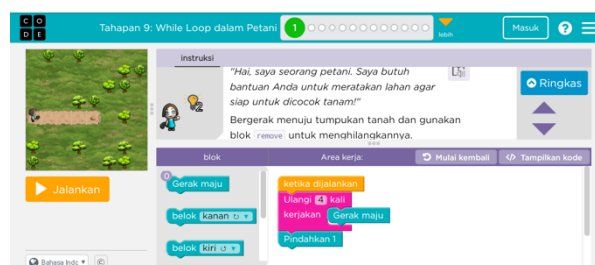 C O
D E
Tahapan 9: While Loop dalam Petani
1
lebih
Masuk
?
instruksi
"Hai, saya seorang petani. Saya butuh
bantuan Anda untuk meratakan lahan agar
siap untuk dicocok tanam!"
Bergerak menuju tumpukan tanah dan gunakan
blok remove untuk menghilangkannya.
2
Ringkas
blok
Area kerja:
Mulai kembali
</> Tampilkan kode
Jalankan
Gerak maju
belok kanan ↻ ▼
belok kiri ↺ ▼
ketika dijalankan
Ulangi 4 kali
kerjakan Gerak maju
Pindahkan 1
Bahasa Indc ▼
©